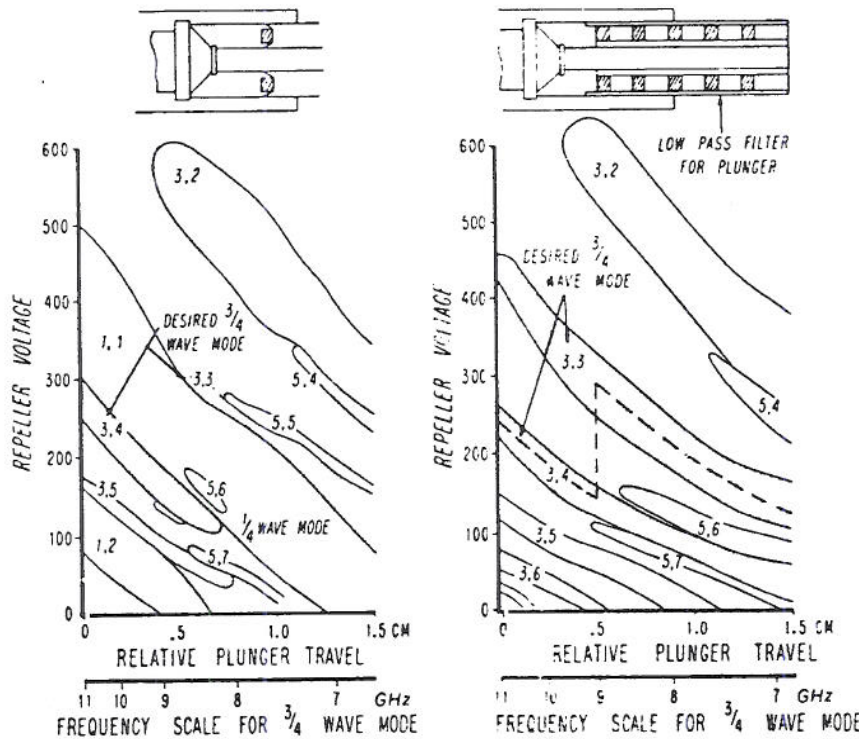 LOW PASS FILTER
FOR PLUNGER
600
500
400
300
200
100
0
REPELLER VOLTAGE
3,2
1,1
DESIRED 3/4
WAVE MODE
3,3
5,4
5,5
3,4
5,6
3,5
1/4 WAVE MODE
5,7
1,2
0 .5 1.0 1.5 CM
RELATIVE PLUNGER TRAVEL
11 10 9 8 7 GHz
FREQUENCY SCALE FOR 3/4 WAVE MODE
600
500
400
300
200
100
0
REPELLER VOLTAGE
3,2
DESIRED 3/4
WAVE MODE
3,3
5,4
3,4
5,6
3,5
5,7
3,6
0 .5 1.0 1.5 CM
RELATIVE PLUNGER TRAVEL
11 10 9 8 7 GHz
FREQUENCY SCALE FOR 3/4 WAVE MODE